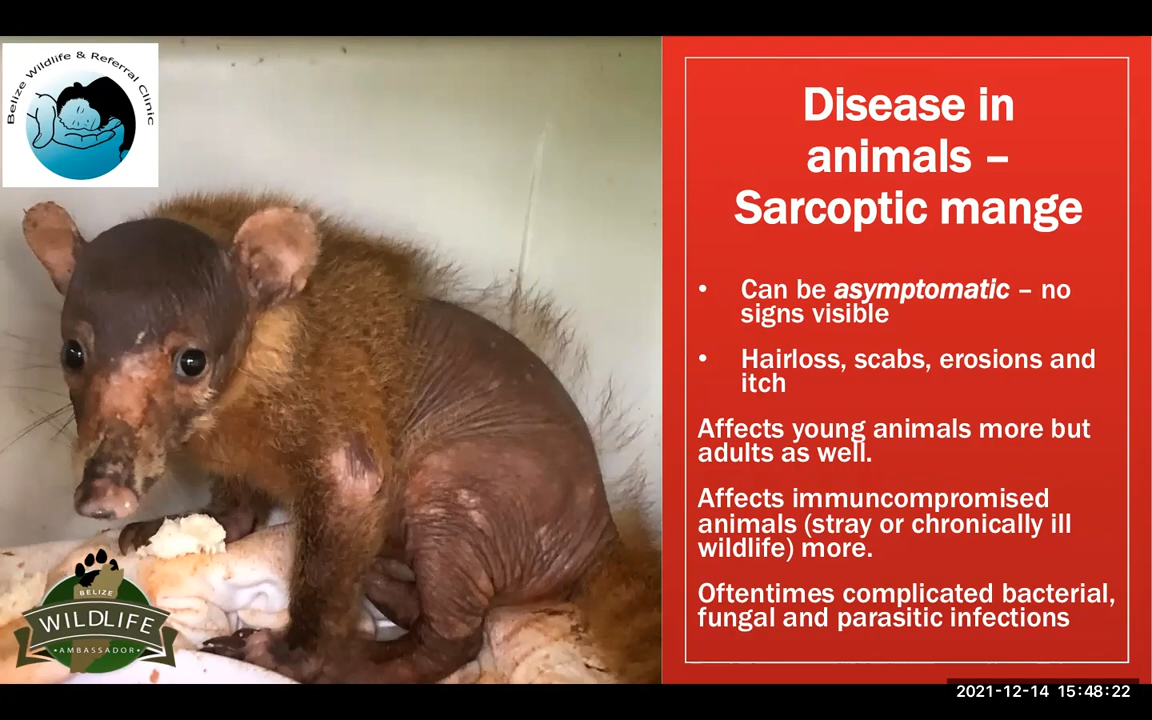 Belize Wildlife & Referral Clinic
Disease in
animals –
Sarcoptic mange
• Can be asymptomatic – no
signs visible
• Hairloss, scabs, erosions and
itch
Affects young animals more but
adults as well.
Affects immuncompromised
animals (stray or chronically ill
wildlife) more.
Oftentimes complicated bacterial,
fungal and parasitic infections
BELIZE
WILDLIFE
•AMBASSADOR•
2021-12-14 15:48:22